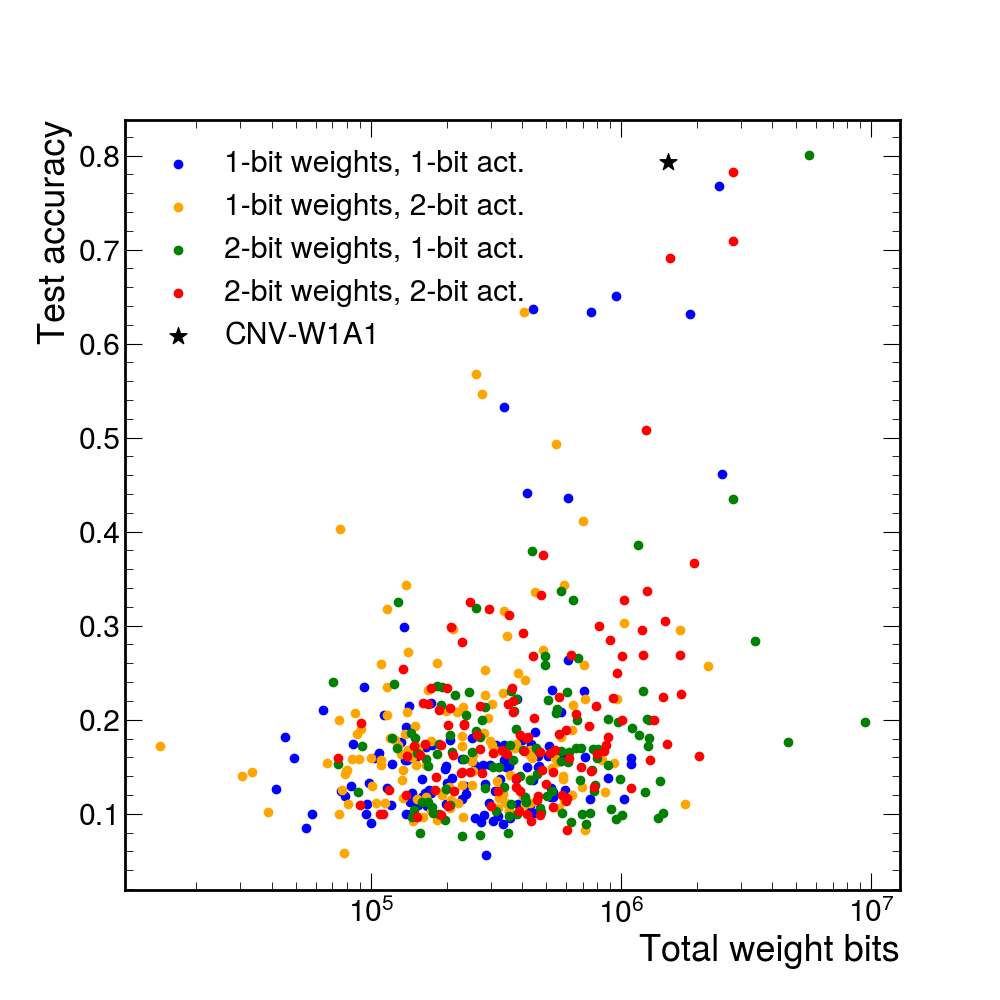 Test accuracy
0.8
0.7
0.6
0.5
0.4
0.3
0.2
0.1
1-bit weights, 1-bit act.
1-bit weights, 2-bit act.
2-bit weights, 1-bit act.
2-bit weights, 2-bit act.
CNV-W1A1
10⁵ 10⁶ 10⁷
Total weight bits